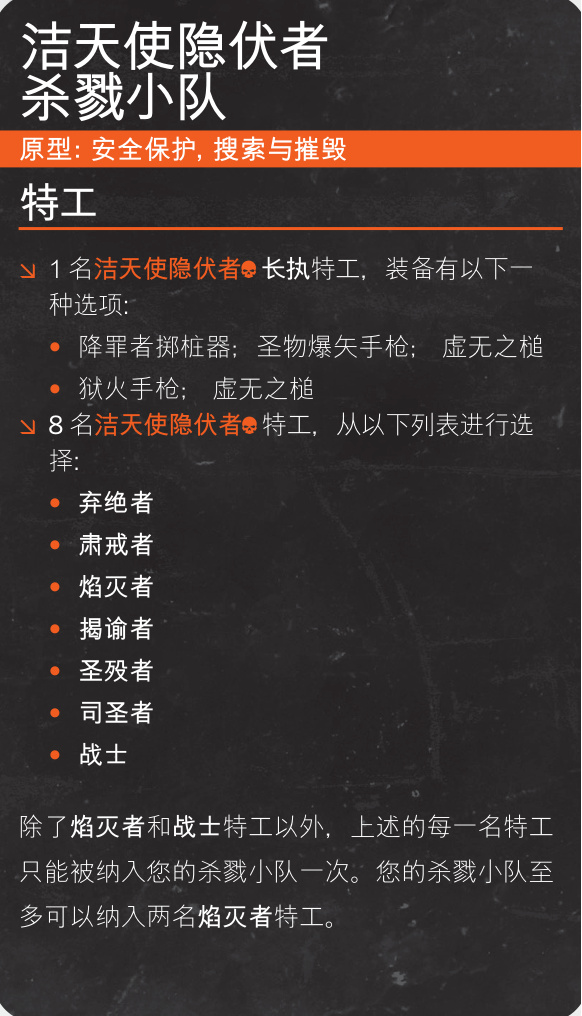 洁天使隐伏者
杀戮小队
原型: 安全保护, 搜索与摧毁
特工
1 名洁天使隐伏者 长执特工，装备有以下一
种选项:
降罪者掷桩器； 圣物爆矢手枪； 虚无之槌
狱火手枪； 虚无之槌
8 名洁天使隐伏者 特工，从以下列表进行选
择:
弃绝者
肃戒者
焰灭者
揭谕者
圣殁者
司圣者
战士
除了焰灭者和战士特工以外，上述的每一名特工
只能被纳入您的杀戮小队一次。您的杀戮小队至
多可以纳入两名焰灭者特工。